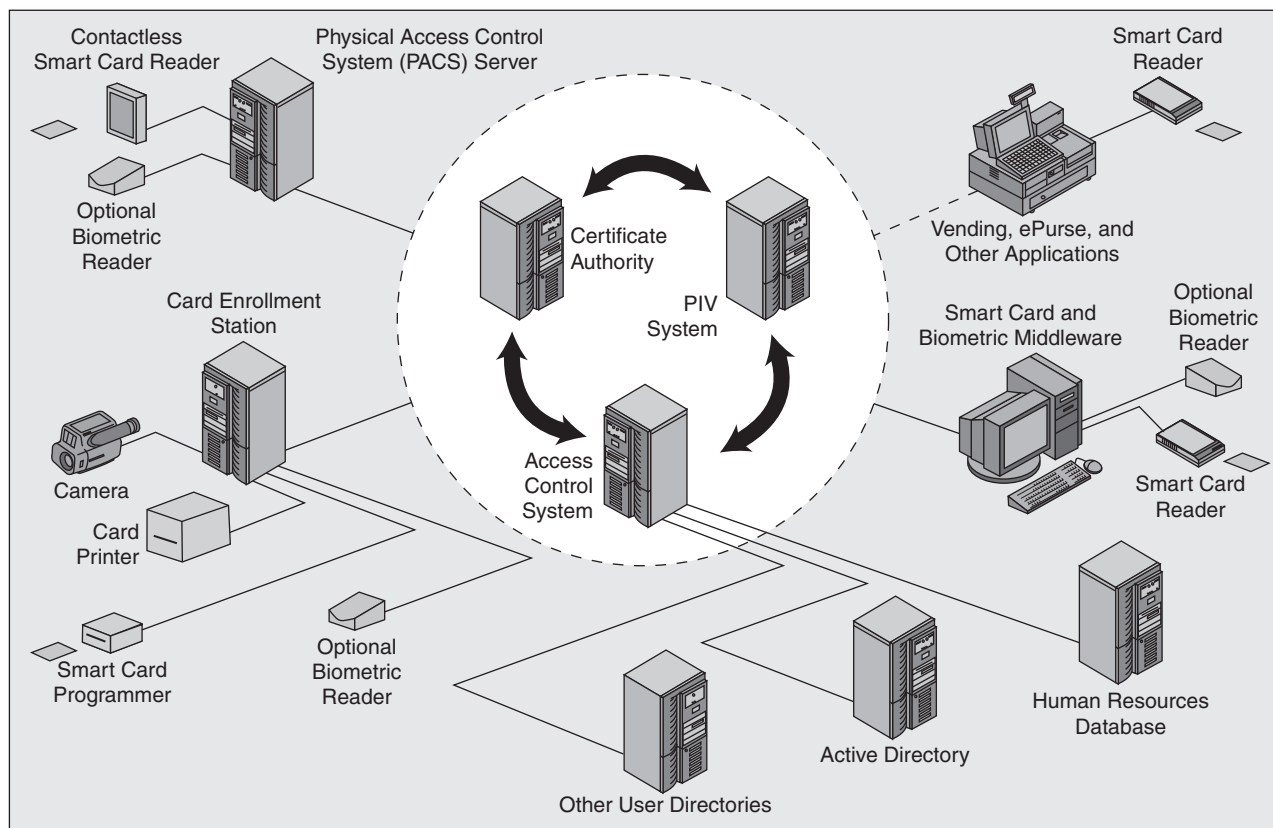 Contactless
Smart Card Reader
Physical Access Control
System (PACS) Server
Smart Card
Reader
Optional
Biometric
Reader
Certificate
Authority
PIV
System
Vending, ePurse, and
Other Applications
Card Enrollment
Station
Smart Card and
Biometric Middleware
Optional
Biometric
Reader
Camera
Card
Printer
Access
Control
System
Smart Card
Reader
Smart Card
Programmer
Optional
Biometric
Reader
Human Resources
Database
Active Directory
Other User Directories